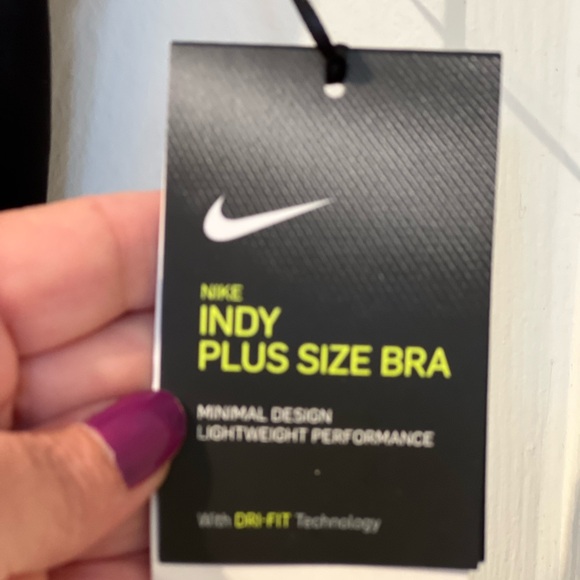 NIKE
INDY
PLUS SIZE BRA
MINIMAL DESIGN
LIGHTWEIGHT PERFORMANCE
With DRI-FIT Technology